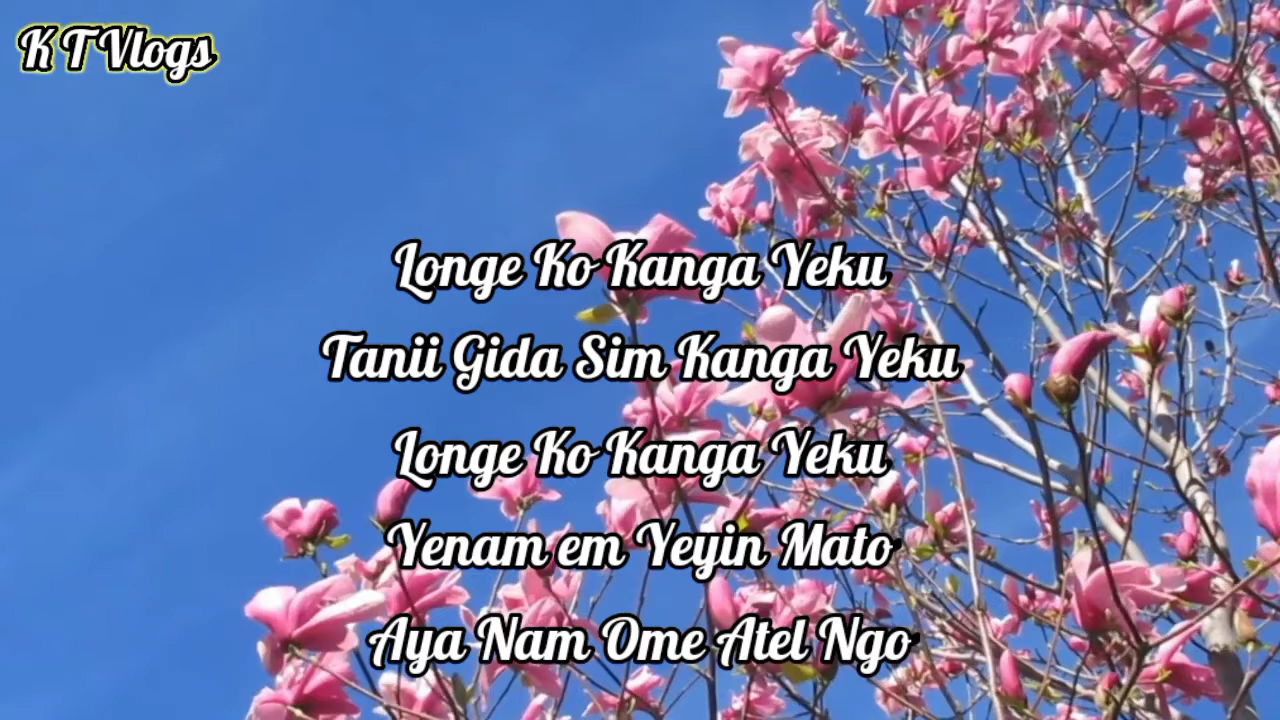 K T Vlogs
Longe Ko Kanga Yeku
Tanii Gida Sim Kanga Yeku
Longe Ko Kanga Yeku
Yenam em Yeyin Mato
Aya Nam Ome Atel Ngo